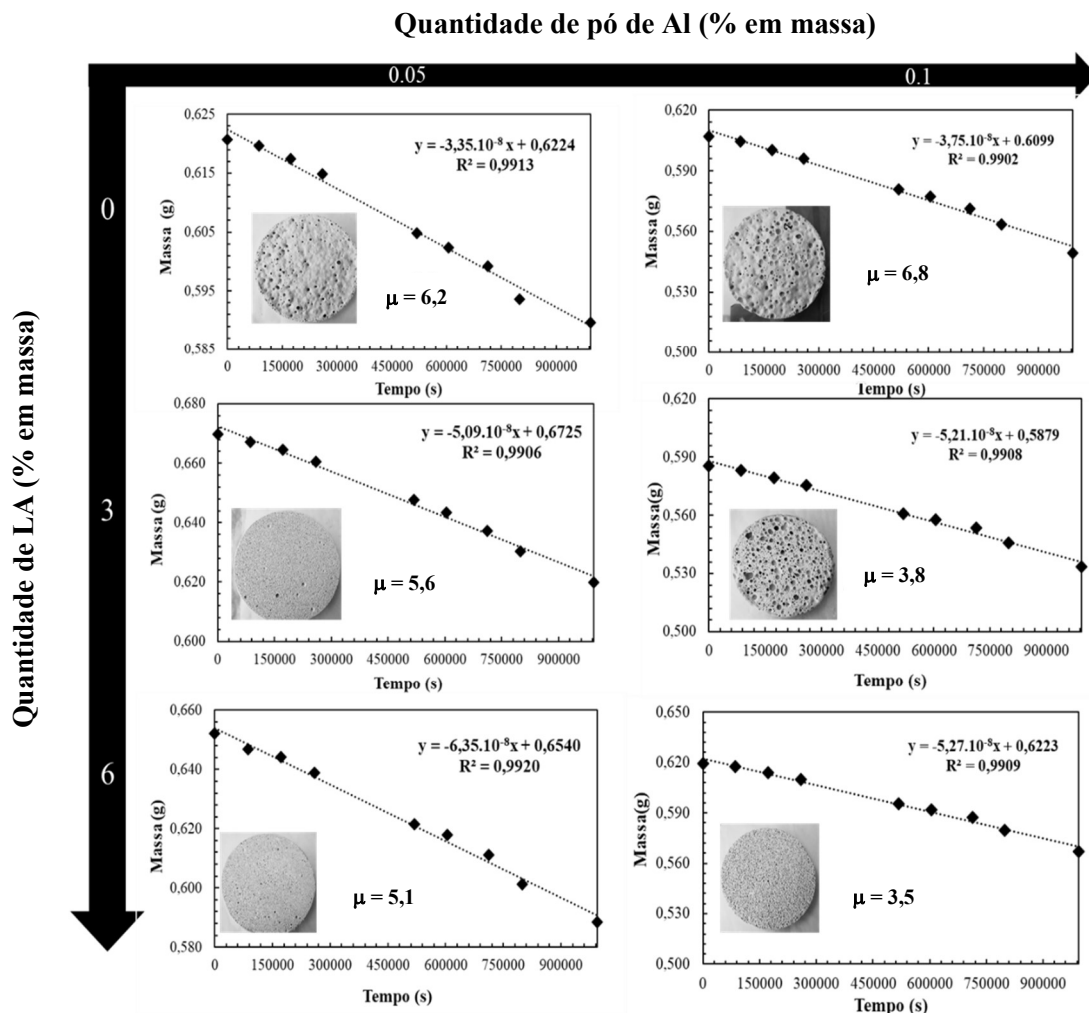 Quantidade de pó de Al (% em massa)
0.05
0.1
Quantidade de LA (% em massa)
0
3
6
0,625
0,615
0,605
0,595
0,585
Massa (g)
y = -3,35.10⁻⁸x + 0,6224
R² = 0,9913
μ = 6,2
0
150000
300000
450000
600000
750000
900000
Tempo (s)
0,620
0,590
0,560
0,530
0,500
Massa (g)
y = -3,75.10⁻⁸x + 0.6099
R² = 0.9902
μ = 6,8
0
150000
300000
450000
600000
750000
900000
Tempo (s)
0,680
0,660
0,640
0,620
0,600
Massa (g)
y = -5,09.10⁻⁸x + 0,6725
R² = 0,9906
μ = 5,6
0
150000
300000
450000
600000
750000
900000
Tempo (s)
0,620
0,590
0,560
0,530
0,500
Massa(g)
y = -5,21.10⁻⁸x + 0,5879
R² = 0,9908
μ = 3,8
0
150000
300000
450000
600000
750000
900000
Tempo (s)
0,660
0,640
0,620
0,600
0,580
Massa (g)
y = -6,35.10⁻⁸x + 0,6540
R² = 0,9920
μ = 5,1
0
150000
300000
450000
600000
750000
900000
Tempo (s)
0,650
0,620
0,590
0,560
0,530
0,500
Massa(g)
y = -5,27.10⁻⁸x + 0,6223
R² = 0,9909
μ = 3,5
0
150000
300000
450000
600000
750000
900000
Tempo (s)